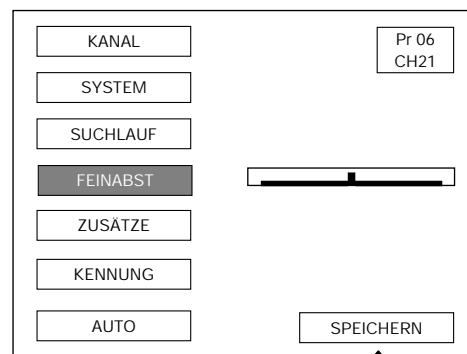 KANAL
Pr 06
CH21
SYSTEM
SUCHLAUF
FEINABST
ZUSÄTZE
KENNUNG
AUTO
SPEICHERN